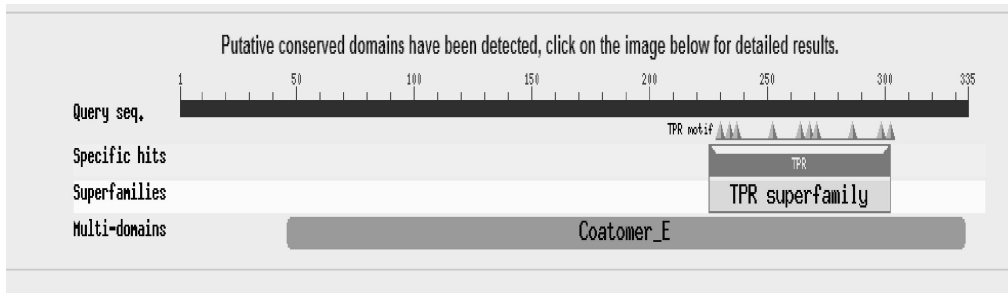 Putative conserved domains have been detected, click on the image below for detailed results.
1 50 100 150 200 250 300 335
Query seq.
TPR motif
Specific hits
TPR
Superfamilies
TPR superfamily
Multi-domains
Coatomer_E